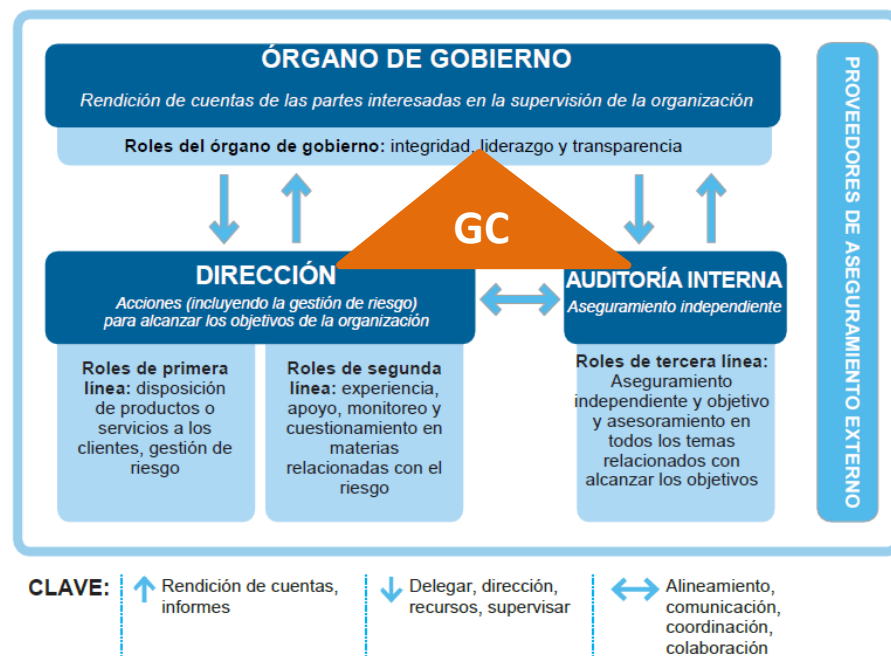 ÓRGANO DE GOBIERNO
Rendición de cuentas de las partes interesadas en la supervisión de la organización
Roles del órgano de gobierno: integridad, liderazgo y transparencia
GC
DIRECCIÓN
Acciones (incluyendo la gestión de riesgo)
para alcanzar los objetivos de la organización
Roles de primera
línea: disposición
de productos o
servicios a los
clientes, gestión de
riesgo
Roles de segunda
línea: experiencia,
apoyo, monitoreo y
cuestionamiento en
materias
relacionadas con el
riesgo
AUDITORÍA INTERNA
Aseguramiento independiente
Roles de tercera línea:
Aseguramiento
independiente y objetivo
y asesoramiento en
todos los temas
relacionados con
alcanzar los objetivos
PROVEEDORES DE ASEGURAMIENTO EXTERNO
CLAVE:
Rendición de cuentas,
informes
Delegar, dirección,
recursos, supervisar
Alineamiento,
comunicación,
coordinación,
colaboración